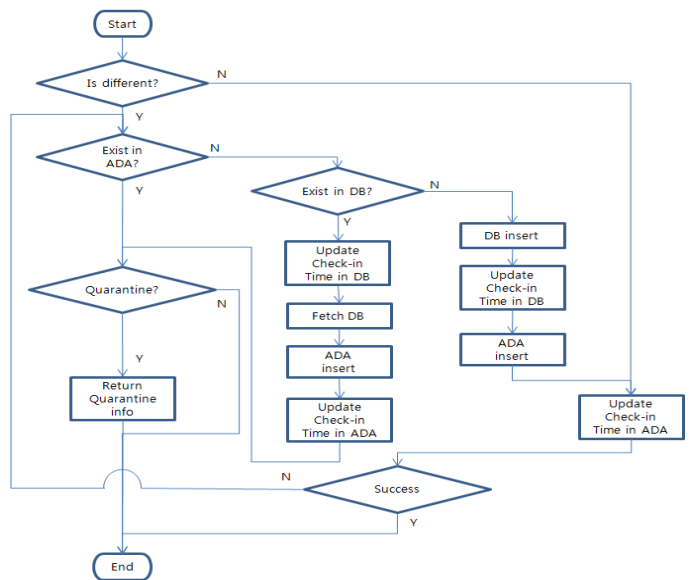 Start
Is different?
N
Y
Exist in
ADA?
N
Y
Exist in DB?
N
Y
DB insert
Update
Check-in
Time in DB
Update
Check-in
Time in DB
Quarantine?
N
Y
Fetch DB
ADA
insert
ADA
insert
Return
Quarantine
info
Update
Check-in
Time in ADA
Update
Check-in
Time in ADA
N
Success
Y
End